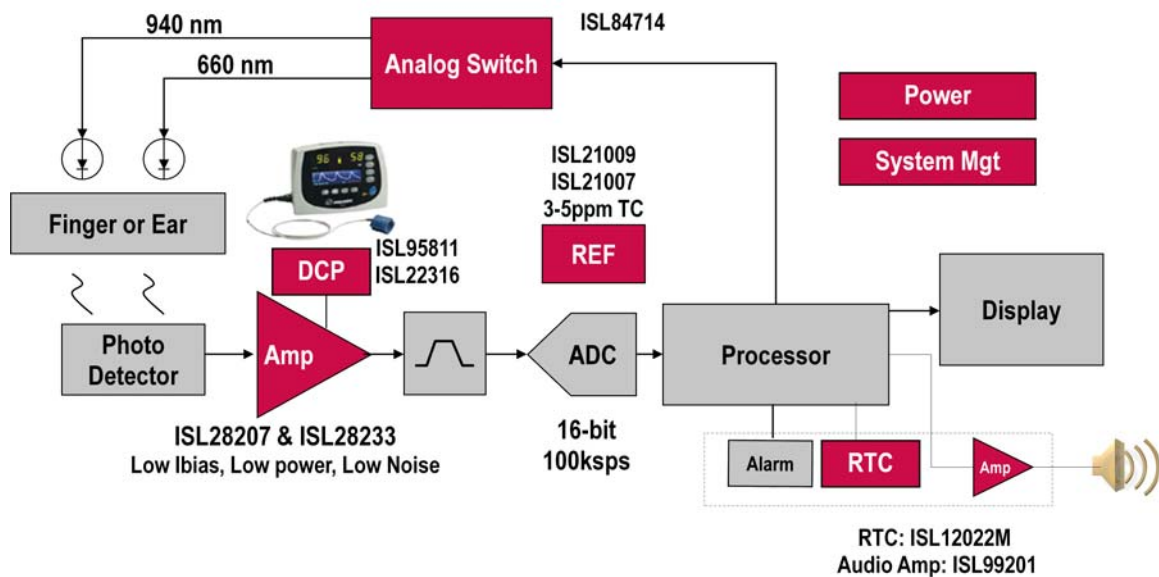 940 nm
ISL84714
660 nm
Analog Switch
Power
System Mgt
96 58
ISL21009
ISL21007
3-5ppm TC
Finger or Ear
ISL95811
ISL22316
DCP
REF
Display
Photo
Detector
Amp
ADC
Processor
ISL28207 & ISL28233
Low Ibias, Low power, Low Noise
16-bit
100ksps
Alarm
RTC
Amp
RTC: ISL12022M
Audio Amp: ISL99201